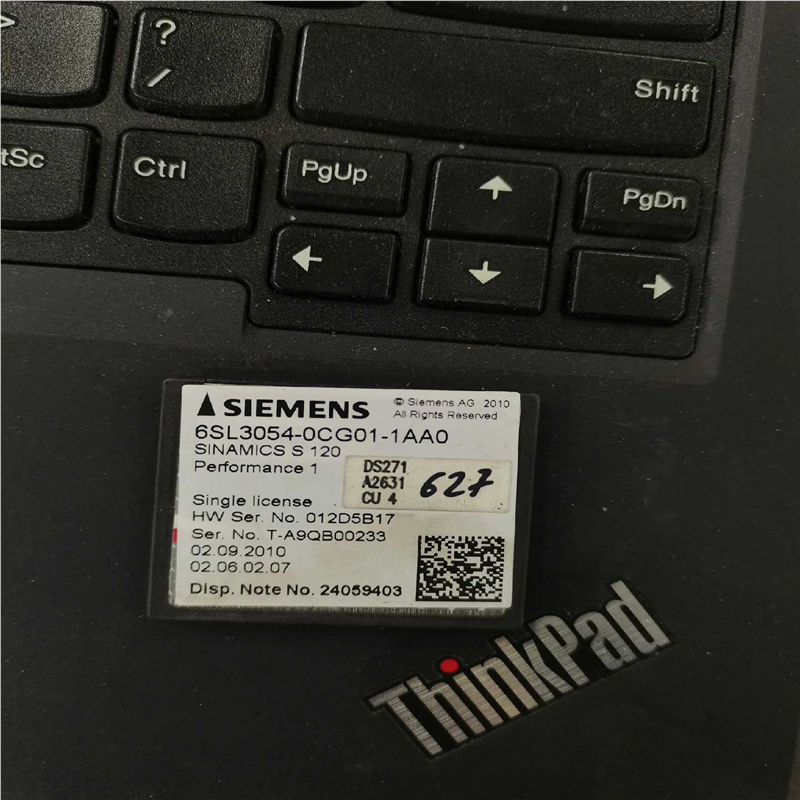 >
?
/
Shift
tSc
Ctrl
PgUp
PgDn
SIEMENS
© Siemens AG 2010
All Rights Reserved
6SL3054-0CG01-1AA0
SINAMICS S 120
Performance 1
DS271
A2631
CU 4
627
Single license
HW Ser. No. 012D5B17
Ser. No. T-A9QB00233
02.09.2010
02.06.02.07
Disp. Note No. 24059403
ThinkPad